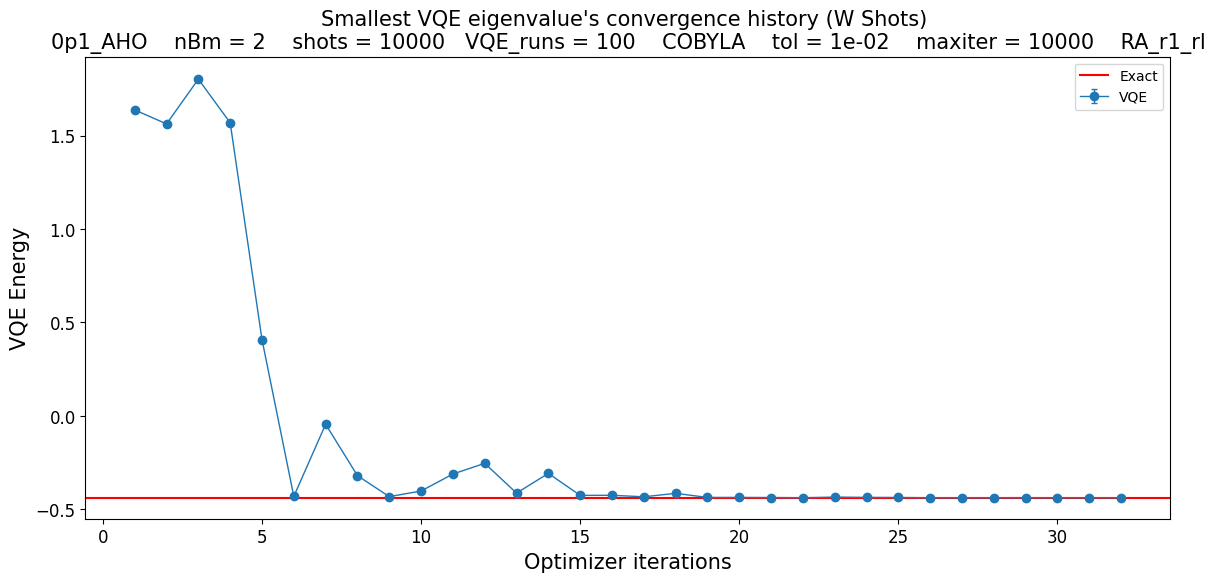 Smallest VQE eigenvalue's convergence history (W Shots)
0p1_AHO    nBm = 2    shots = 10000   VQE_runs = 100    COBYLA    tol = 1e-02    maxiter = 10000    RA_r1_rl
Exact
VQE
VQE Energy
1.5
1.0
0.5
0.0
−0.5
0
5
10
15
20
25
30
Optimizer iterations